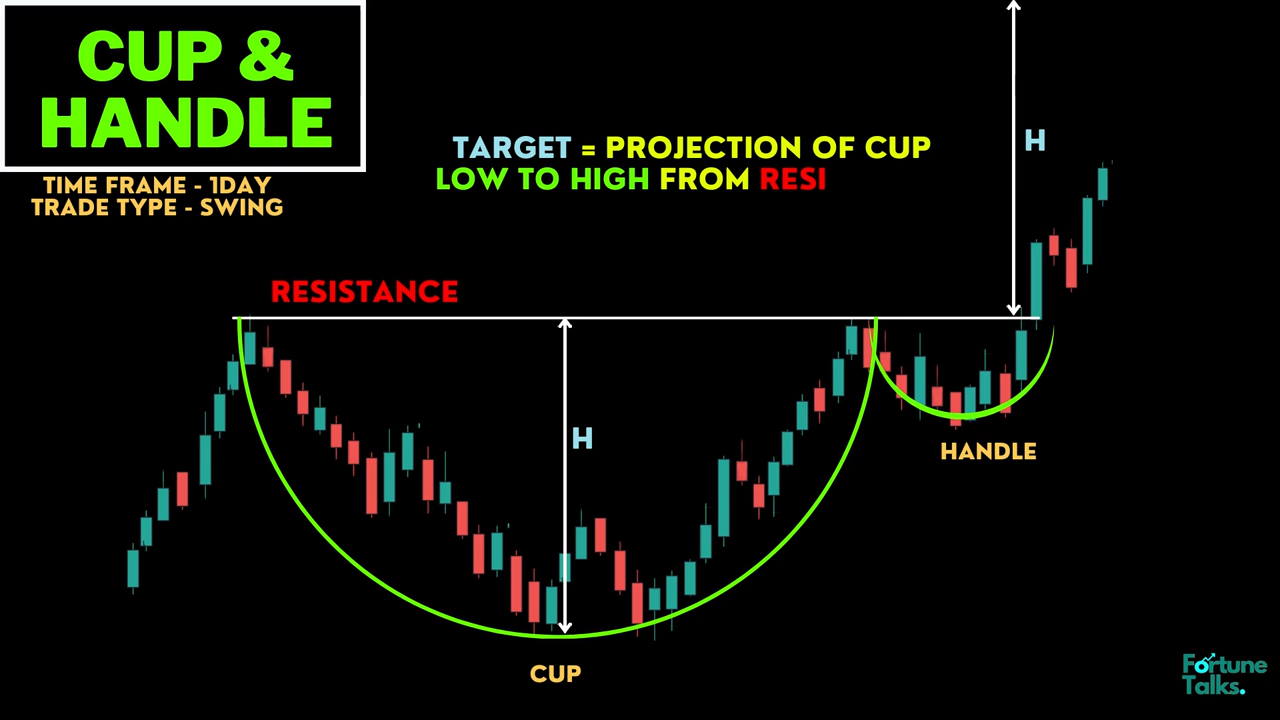 CUP &
HANDLE
TIME FRAME - 1DAY
TRADE TYPE - SWING
TARGET = PROJECTION OF CUP
LOW TO HIGH FROM RESI
H
RESISTANCE
H
HANDLE
CUP
Fortune
Talks.